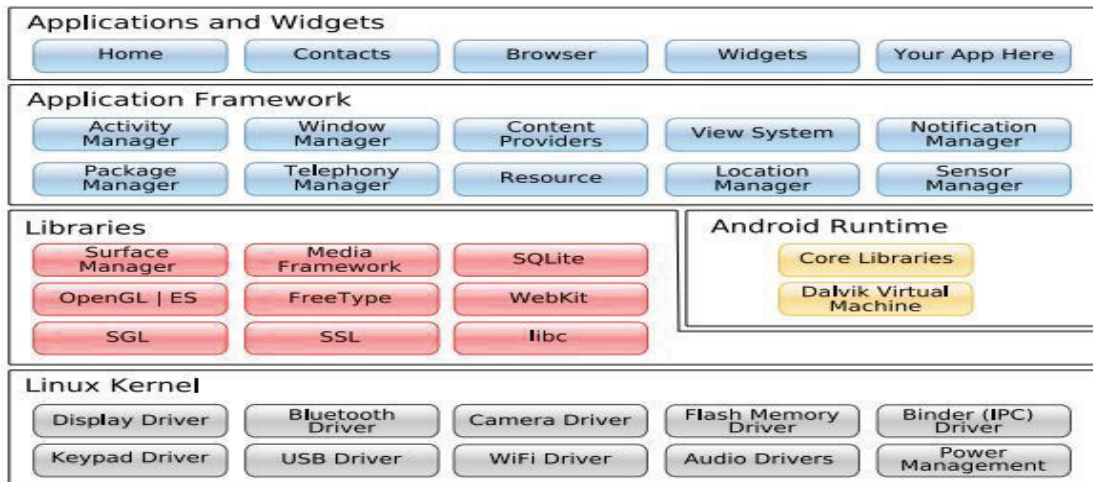 Applications and Widgets
Home
Contacts
Browser
Widgets
Your App Here
Application Framework
Activity
Manager
Window
Manager
Content
Providers
View System
Notification
Manager
Package
Manager
Telephony
Manager
Resource
Location
Manager
Sensor
Manager
Libraries
Surface
Manager
Media
Framework
SQLite
OpenGL | ES
FreeType
WebKit
SGL
SSL
libc
Android Runtime
Core Libraries
Dalvik Virtual
Machine
Linux Kernel
Display Driver
Bluetooth
Driver
Camera Driver
Flash Memory
Driver
Binder (IPC)
Driver
Keypad Driver
USB Driver
WiFi Driver
Audio Drivers
Power
Management